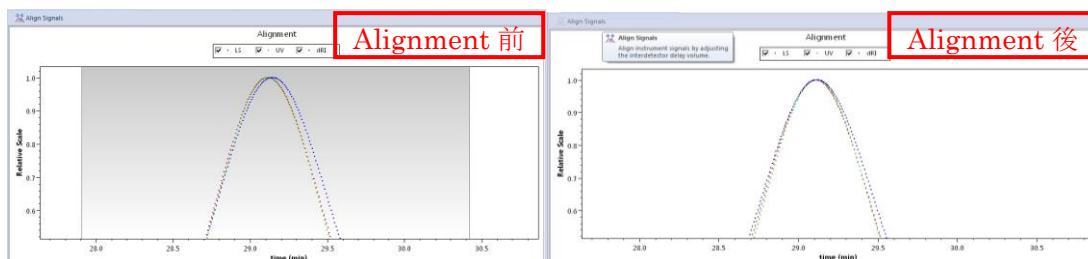 Align Signals
Alignment 前
Alignment
LS UV dRI
Relative Scale
1.0
0.9
0.8
0.7
0.6
28.0 28.5 29.0 29.5 30.0 30.5
time (min)
Align Signals
Alignment 後
Align Signals
Align instrument signals by adjusting
the interdetector delay volume.
Alignment
LS UV dRI
Relative Scale
1.0
0.9
0.8
0.7
0.6
28.0 28.5 29.0 29.5 30.0 30.5
time (min)